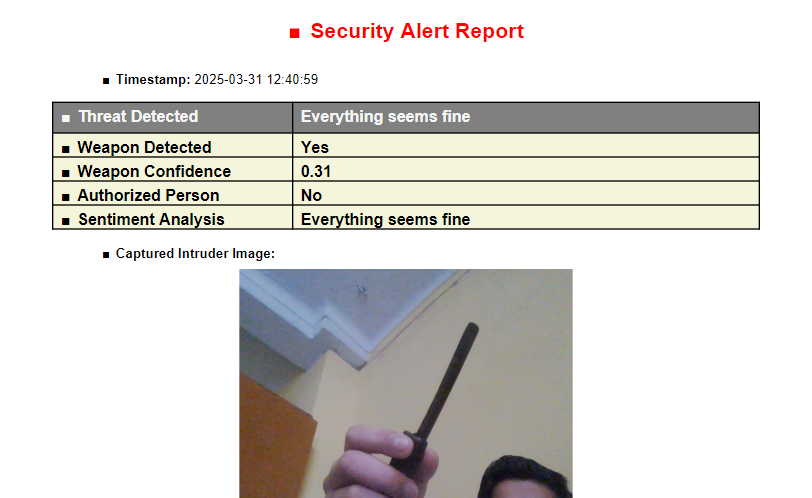 ■ Security Alert Report
■ Timestamp: 2025-03-31 12:40:59
■ Threat Detected Everything seems fine
■ Weapon Detected Yes
■ Weapon Confidence 0.31
■ Authorized Person No
■ Sentiment Analysis Everything seems fine
■ Captured Intruder Image: